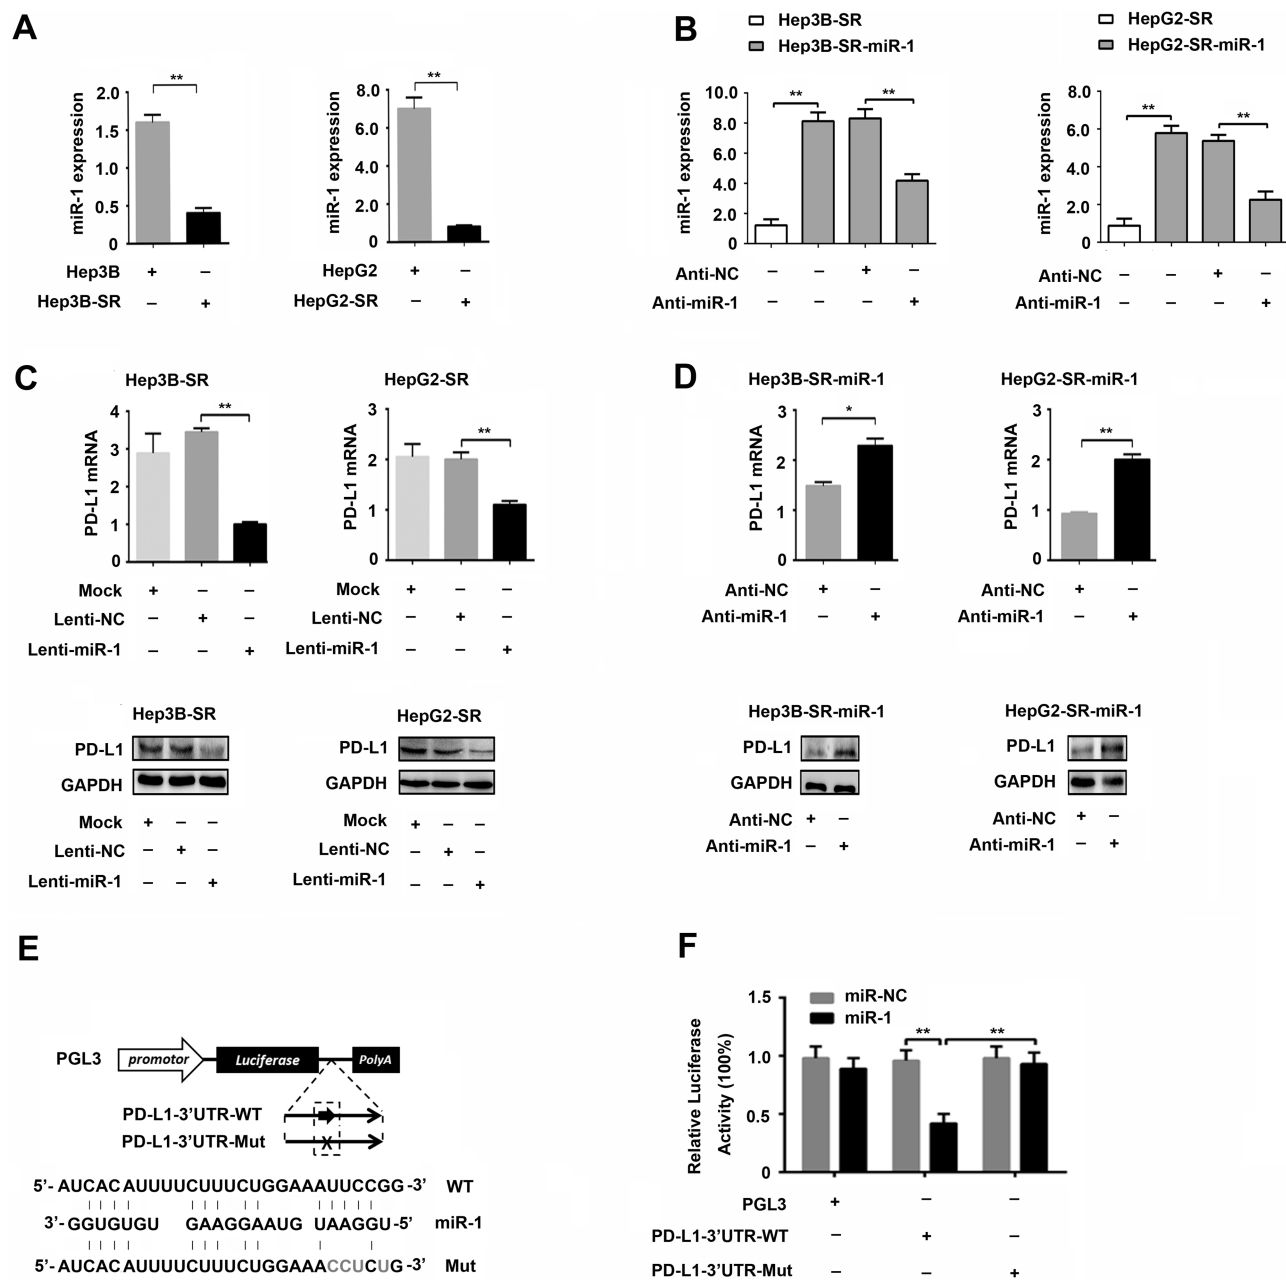 A
miR-1 expression
2.0
1.5
1.0
0.5
0
**
Hep3B + −
Hep3B-SR − +
miR-1 expression
8.0
6.0
4.0
2.0
0
**
HepG2 + −
HepG2-SR − +
B
Hep3B-SR
Hep3B-SR-miR-1
miR-1 expression
10.0
8.0
6.0
4.0
2.0
0
** **
Anti-NC − − + −
Anti-miR-1 − − − +
HepG2-SR
HepG2-SR-miR-1
miR-1 expression
8.0
6.0
4.0
2.0
0
** **
Anti-NC − − + −
Anti-miR-1 − − − +
C
Hep3B-SR
PD-L1 mRNA
4
3
2
1
0
**
Mock + − −
Lenti-NC − + −
Lenti-miR-1 − − +
HepG2-SR
PD-L1 mRNA
3
2
1
0
**
Mock + − −
Lenti-NC − + −
Lenti-miR-1 − − +
Hep3B-SR
PD-L1
GAPDH
Mock + − −
Lenti-NC − + −
Lenti-miR-1 − − +
HepG2-SR
PD-L1
GAPDH
Mock + − −
Lenti-NC − + −
Lenti-miR-1 − − +
D
Hep3B-SR-miR-1
PD-L1 mRNA
3
2
1
0
*
Anti-NC + −
Anti-miR-1 − +
HepG2-SR-miR-1
PD-L1 mRNA
3
2
1
0
**
Anti-NC + −
Anti-miR-1 − +
Hep3B-SR-miR-1
PD-L1
GAPDH
Anti-NC + −
Anti-miR-1 − +
HepG2-SR-miR-1
PD-L1
GAPDH
Anti-NC + −
Anti-miR-1 − +
E
PGL3 promotor Luciferase PolyA
PD-L1-3’UTR-WT
PD-L1-3’UTR-Mut X
5’- AUCACAUUUUCUUUCUGGAAAUUCCGG -3’ WT
3’- GGUGUGU GAAGGAAUG UAAGGU -5’ miR-1
5’- AUCACAUUUUCUUUCUGGAAACCUCUG -3’ Mut
F
miR-NC
miR-1
Relative Luciferase
Activity (100%)
1.5
1.0
0.5
0
** **
PGL3 + − −
PD-L1-3’UTR-WT − + −
PD-L1-3’UTR-Mut − − +